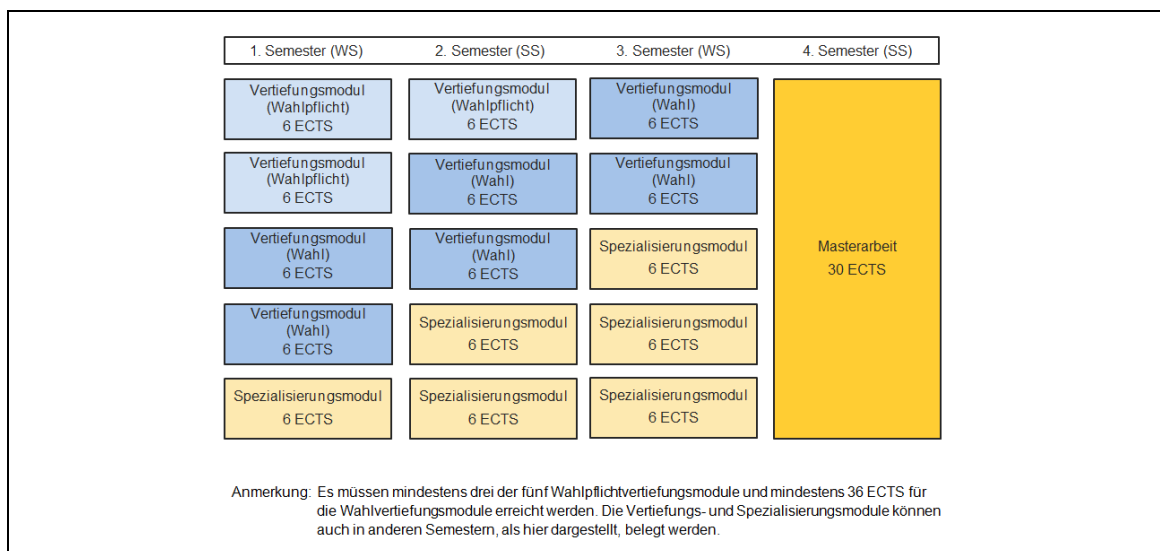 1. Semester (WS) 2. Semester (SS) 3. Semester (WS) 4. Semester (SS)
Vertiefungsmodul
(Wahlpflicht)
6 ECTS
Vertiefungsmodul
(Wahlpflicht)
6 ECTS
Vertiefungsmodul
(Wahl)
6 ECTS
Vertiefungsmodul
(Wahlpflicht)
6 ECTS
Vertiefungsmodul
(Wahl)
6 ECTS
Vertiefungsmodul
(Wahl)
6 ECTS
Vertiefungsmodul
(Wahl)
6 ECTS
Vertiefungsmodul
(Wahl)
6 ECTS
Spezialisierungsmodul
6 ECTS
Masterarbeit
30 ECTS
Vertiefungsmodul
(Wahl)
6 ECTS
Spezialisierungsmodul
6 ECTS
Spezialisierungsmodul
6 ECTS
Spezialisierungsmodul
6 ECTS
Spezialisierungsmodul
6 ECTS
Spezialisierungsmodul
6 ECTS
Anmerkung: Es müssen mindestens drei der fünf Wahlpflichtvertiefungsmodule und mindestens 36 ECTS für
die Wahlvertiefungsmodule erreicht werden. Die Vertiefungs- und Spezialisierungsmodule können
auch in anderen Semestern, als hier dargestellt, belegt werden.